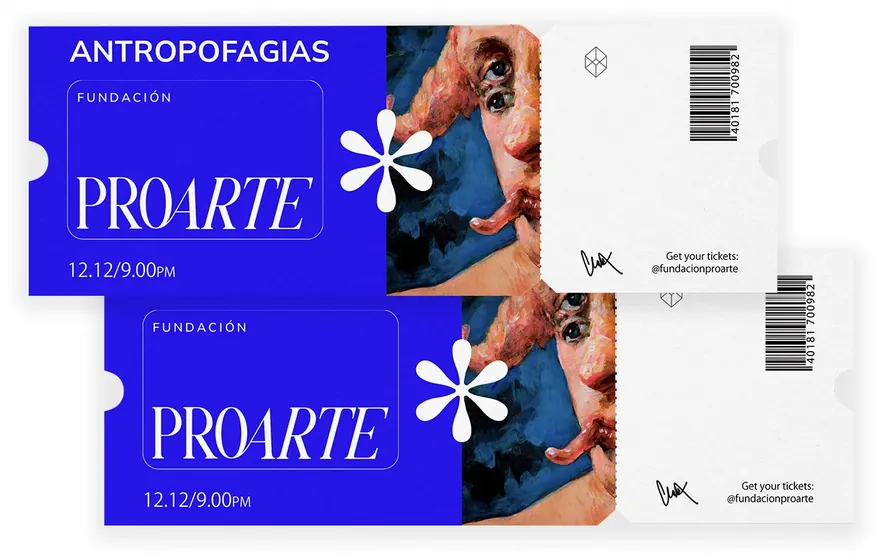 ANTROPOFAGIAS
FUNDACIÓN
PROARTE
12.12/9.00PM
40181 700982
Get your tickets:
@fundacionproarte
FUNDACIÓN
PROARTE
12.12/9.00PM
40181 700982
Get your tickets:
@fundacionproarte